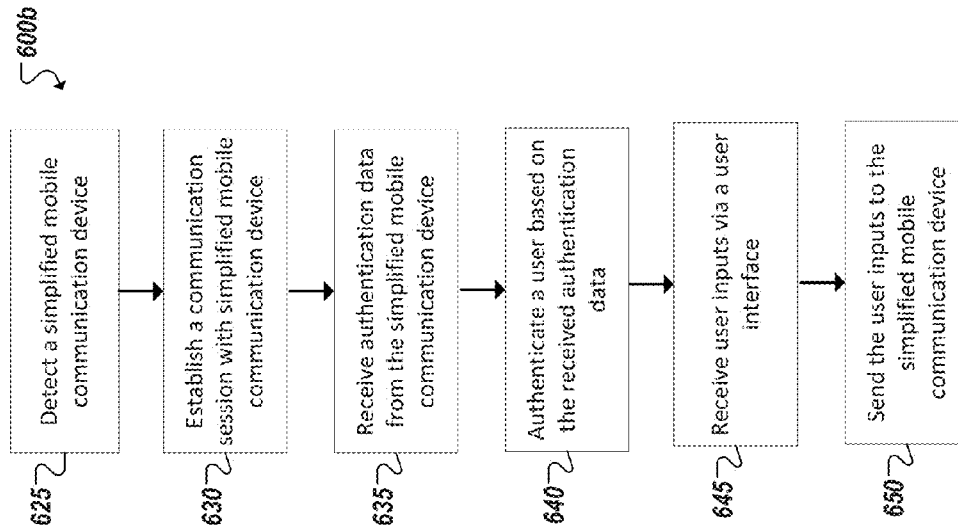 600b
625
Detect a simplified mobile
communication device
630
Establish a communication
session with simplified mobile
communication device
635
Receive authentication data
from the simplified mobile
communication device
640
Authenticate a user based on
the received authentication
data
645
Receive user inputs via a user
interface
650
Send the user inputs to the
simplified mobile
communication device